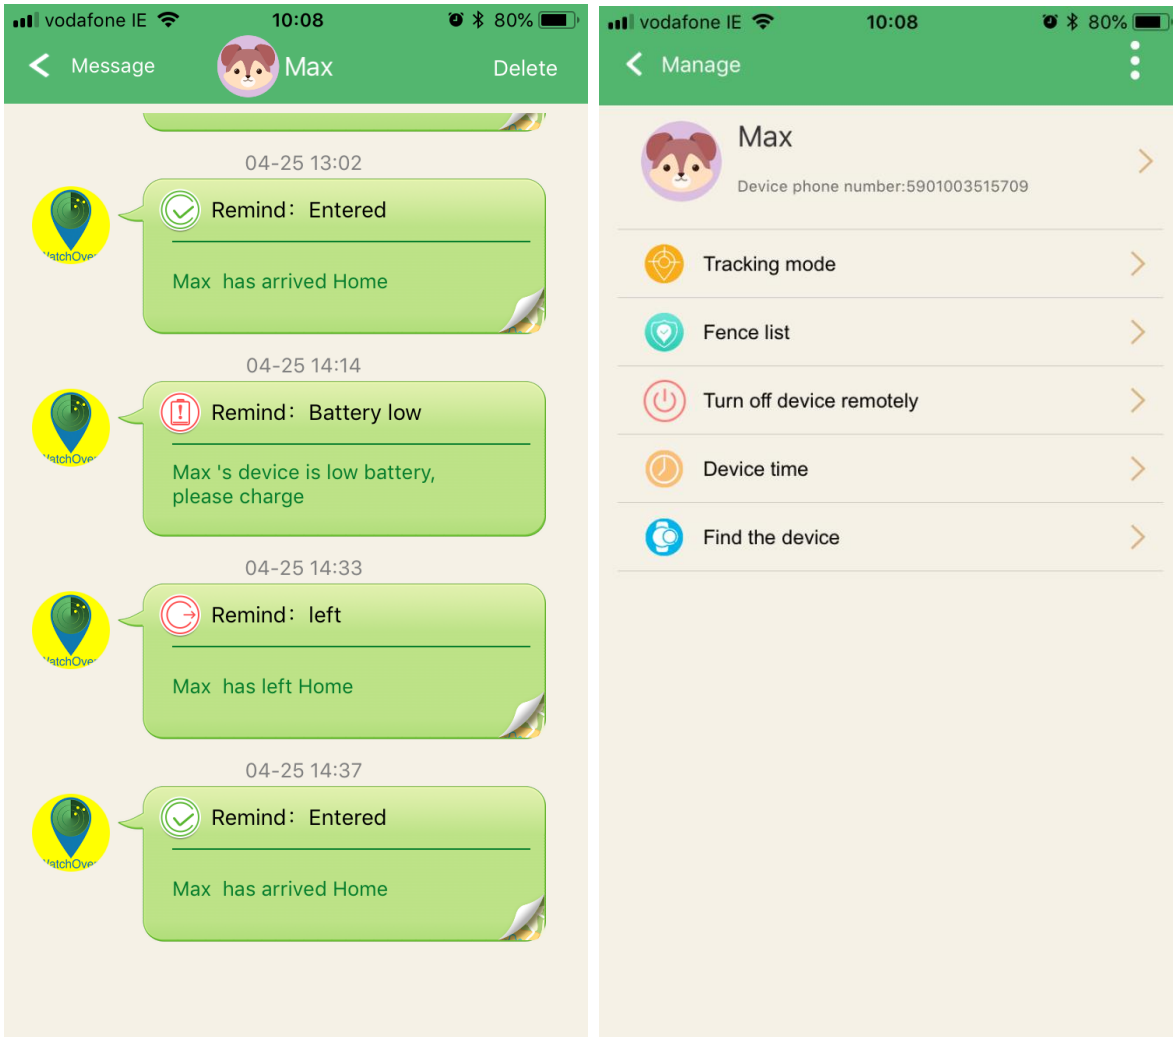 vodafone IE 10:08 80%
Message Max Delete
04-25 13:02
Remind: Entered
Max has arrived Home
04-25 14:14
Remind: Battery low
Max 's device is low battery,
please charge
04-25 14:33
Remind: left
Max has left Home
04-25 14:37
Remind: Entered
Max has arrived Home
WatchOver
WatchOver
WatchOver
WatchOver
vodafone IE 10:08 80%
Manage
Max
Device phone number:5901003515709
Tracking mode
Fence list
Turn off device remotely
Device time
Find the device